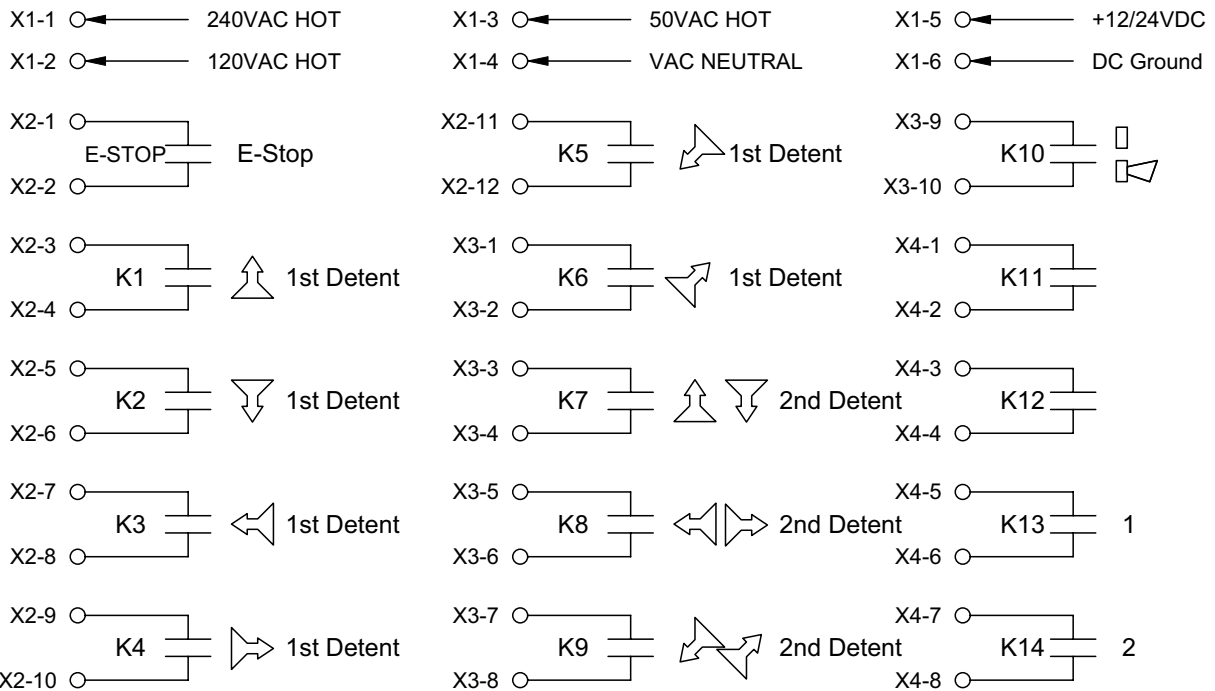 X1-1 240VAC HOT X1-3 50VAC HOT X1-5 +12/24VDC
X1-2 120VAC HOT X1-4 VAC NEUTRAL X1-6 DC Ground
X2-1 X2-11 X3-9
E-STOP E-Stop K5 1st Detent K10
X2-2 X2-12 X3-10
X2-3 X3-1 X4-1
K1 1st Detent K6 1st Detent K11
X2-4 X3-2 X4-2
X2-5 X3-3 X4-3
K2 1st Detent K7 2nd Detent K12
X2-6 X3-4 X4-4
X2-7 X3-5 X4-5
K3 1st Detent K8 2nd Detent K13 1
X2-8 X3-6 X4-6
X2-9 X3-7 X4-7
K4 1st Detent K9 2nd Detent K14 2
X2-10 X3-8 X4-8